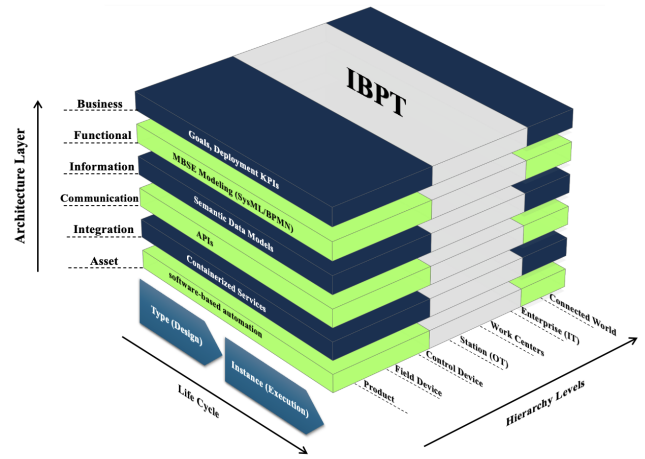 IBPT
Architecture Layer
Business
Functional
Information
Communication
Integration
Asset
Goals, Deployment KPIs
MBSE Modeling (SysML/BPMN)
Semantic Data Models
APIs
Containerized Services
software-based automation
Type (Design)
Instance (Execution)
Life Cycle
Product
Field Device
Control Device
Station (OT)
Work Centers
Enterprise (IT)
Connected World
Hierarchy Levels